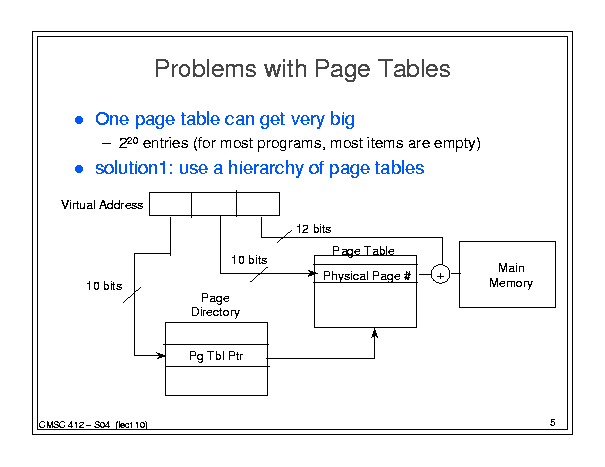 Problems with Page Tables
● One page table can get very big
– 2²⁰ entries (for most programs, most items are empty)
● solution1: use a hierarchy of page tables
Virtual Address
12 bits
Page Table
10 bits
Physical Page #
+
Main
Memory
10 bits
Page
Directory
Pg Tbl Ptr
CMSC 412 – S04 (lect 10)
5